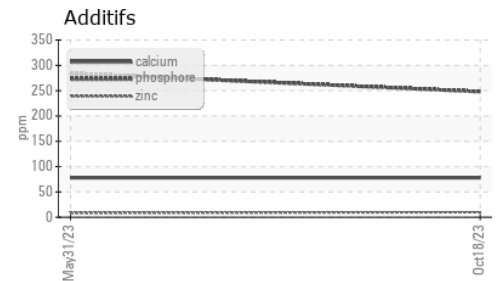 Additifs
350
300
250
200
150
100
50
0
ppm
calcium
phosphore
zinc
May31/23
Oct18/23